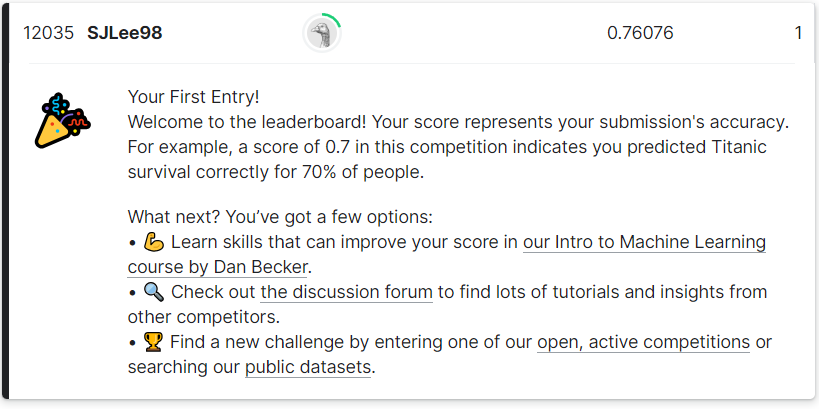 12035 SJLee98 0.76076 1
Your First Entry!
Welcome to the leaderboard! Your score represents your submission's accuracy.
For example, a score of 0.7 in this competition indicates you predicted Titanic
survival correctly for 70% of people.
What next? You’ve got a few options:
• 💪 Learn skills that can improve your score in our Intro to Machine Learning
course by Dan Becker.
• 🔍 Check out the discussion forum to find lots of tutorials and insights from
other competitors.
• 🏆 Find a new challenge by entering one of our open, active competitions or
searching our public datasets.